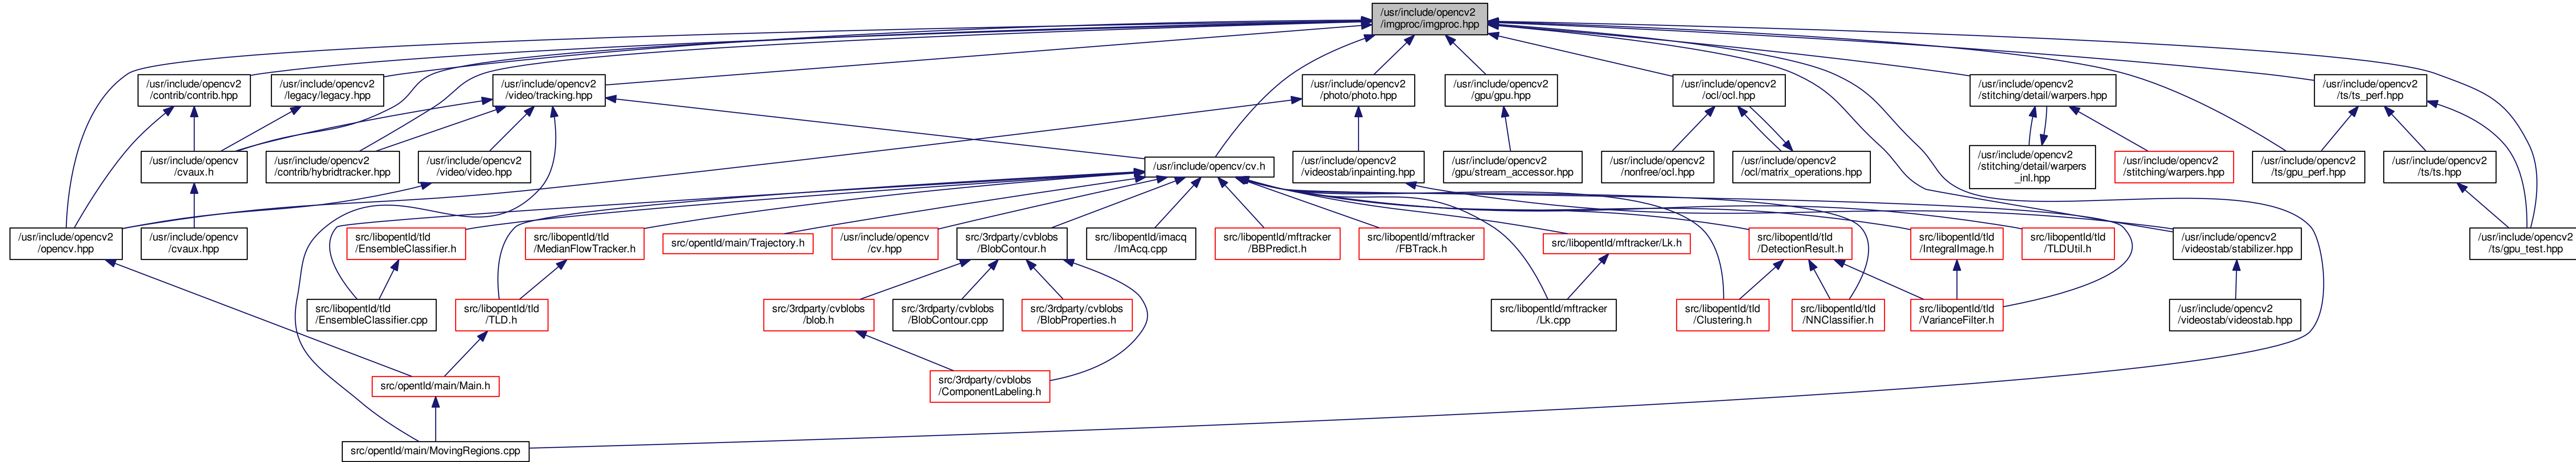 /usr/include/opencv2
/imgproc/imgproc.hpp
/usr/include/opencv2
/contrib/contrib.hpp
/usr/include/opencv2
/legacy/legacy.hpp
/usr/include/opencv2
/video/tracking.hpp
/usr/include/opencv2
/photo/photo.hpp
/usr/include/opencv2
/gpu/gpu.hpp
/usr/include/opencv2
/ocl/ocl.hpp
/usr/include/opencv2
/stitching/detail/warpers.hpp
/usr/include/opencv2
/ts/ts_perf.hpp
/usr/include/opencv
/cvaux.h
/usr/include/opencv2
/contrib/hybridtracker.hpp
/usr/include/opencv2
/video/video.hpp
/usr/include/opencv/cv.h
/usr/include/opencv2
/videostab/inpainting.hpp
/usr/include/opencv2
/gpu/stream_accessor.hpp
/usr/include/opencv2
/nonfree/ocl.hpp
/usr/include/opencv2
/ocl/matrix_operations.hpp
/usr/include/opencv2
/stitching/detail/warpers
_inl.hpp
/usr/include/opencv2
/stitching/warpers.hpp
/usr/include/opencv2
/ts/gpu_perf.hpp
/usr/include/opencv2
/ts/ts.hpp
/usr/include/opencv2
/opencv.hpp
/usr/include/opencv
/cvaux.hpp
src/libopentld/tld
/EnsembleClassifier.h
src/libopentld/tld
/MedianFlowTracker.h
src/opentld/main/Trajectory.h
/usr/include/opencv
/cv.hpp
src/3rdparty/cvblobs
/BlobContour.h
src/libopentld/imacq
/ImAcq.cpp
src/libopentld/mftracker
/BBPredict.h
src/libopentld/mftracker
/FBTrack.h
src/libopentld/mftracker/Lk.h
src/libopentld/tld
/DetectionResult.h
src/libopentld/tld
/IntegralImage.h
src/libopentld/tld
/TLDUtil.h
/usr/include/opencv2
/videostab/stabilizer.hpp
/usr/include/opencv2
/ts/gpu_test.hpp
src/libopentld/tld
/EnsembleClassifier.cpp
src/libopentld/tld
/TLD.h
src/3rdparty/cvblobs
/blob.h
src/3rdparty/cvblobs
/BlobContour.cpp
src/3rdparty/cvblobs
/BlobProperties.h
src/libopentld/mftracker
/Lk.cpp
src/libopentld/tld
/Clustering.h
src/libopentld/tld
/NNClassifier.h
src/libopentld/tld
/VarianceFilter.h
/usr/include/opencv2
/videostab/videostab.hpp
src/opentld/main/Main.h
src/3rdparty/cvblobs
/ComponentLabeling.h
src/opentld/main/MovingRegions.cpp